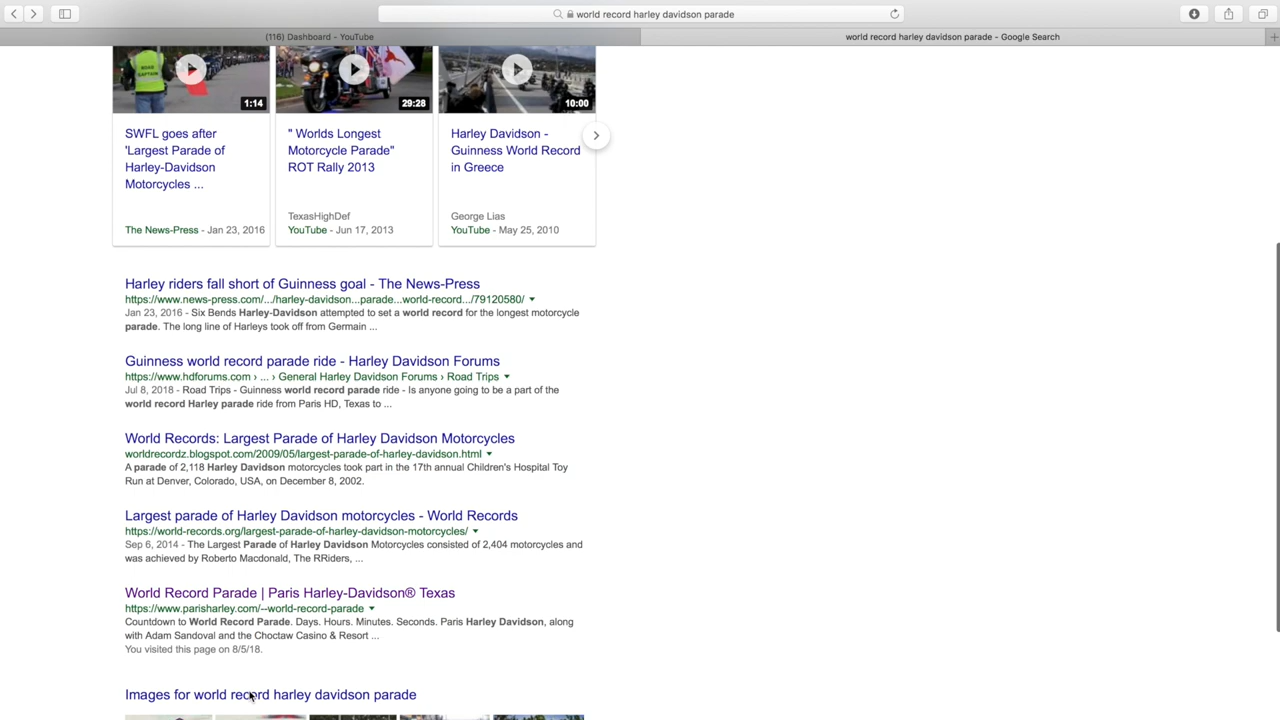 world record harley davidson parade
(116) Dashboard - YouTube
world record harley davidson parade - Google Search
ROAD
CAPTAIN
1:14
29:28
10:00
SWFL goes after
'Largest Parade of
Harley-Davidson
Motorcycles ...
The News-Press - Jan 23, 2016
" Worlds Longest
Motorcycle Parade"
ROT Rally 2013
TexasHighDef
YouTube - Jun 17, 2013
Harley Davidson -
Guinness World Record
in Greece
George Lias
YouTube - May 25, 2010
Harley riders fall short of Guinness goal - The News-Press
https://www.news-press.com/.../harley-davidson...parade...world-record.../79120580/
Jan 23, 2016 - Six Bends Harley-Davidson attempted to set a world record for the longest motorcycle
parade. The long line of Harleys took off from Germain ...
Guinness world record parade ride - Harley Davidson Forums
https://www.hdforums.com › ... › General Harley Davidson Forums › Road Trips
Jul 8, 2018 - Road Trips - Guinness world record parade ride - Is anyone going to be a part of the
world record Harley parade ride from Paris HD, Texas to ...
World Records: Largest Parade of Harley Davidson Motorcycles
worldrecordz.blogspot.com/2009/05/largest-parade-of-harley-davidson.html
A parade of 2,118 Harley Davidson motorcycles took part in the 17th annual Children's Hospital Toy
Run at Denver, Colorado, USA, on December 8, 2002.
Largest parade of Harley Davidson motorcycles - World Records
https://world-records.org/largest-parade-of-harley-davidson-motorcycles/
Sep 6, 2014 - The Largest Parade of Harley Davidson Motorcycles consisted of 2,404 motorcycles and
was achieved by Roberto Macdonald, The RRiders, ...
World Record Parade | Paris Harley-Davidson® Texas
https://www.parisharley.com/--world-record-parade
Countdown to World Record Parade. Days. Hours. Minutes. Seconds. Paris Harley Davidson, along
with Adam Sandoval and the Choctaw Casino & Resort ...
You visited this page on 8/5/18.
Images for world record harley davidson parade